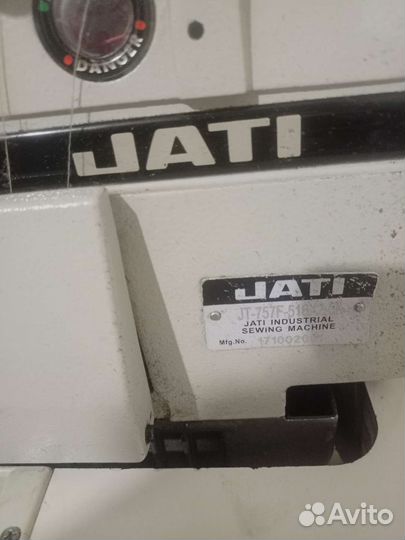 DANGER
JATI
JATI
JATI INDUSTRIAL
SEWING MACHINE
Mfg.No.
Avito